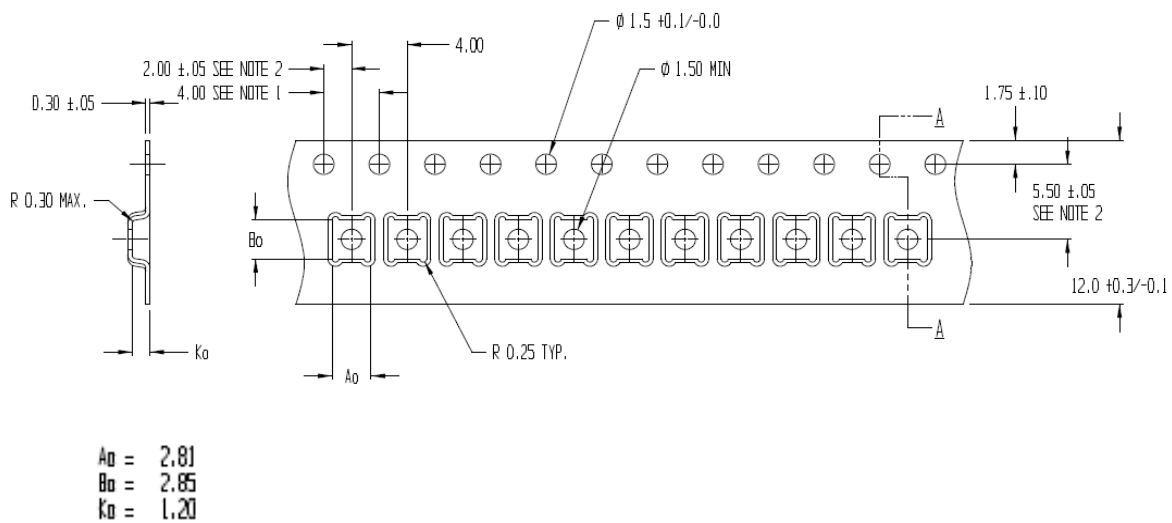 Ø 1.5 +0.1/-0.0
4.00
2.00 ±.05 SEE NOTE 2
Ø 1.50 MIN
4.00 SEE NOTE 1
0.30 ±.05
1.75 ±.10
A
R 0.30 MAX.
5.50 ±.05
SEE NOTE 2
Bo
12.0 +0.3/-0.1
A
Ko
R 0.25 TYP.
Ao
Ao = 2.81
Bo = 2.85
Ko = 1.20